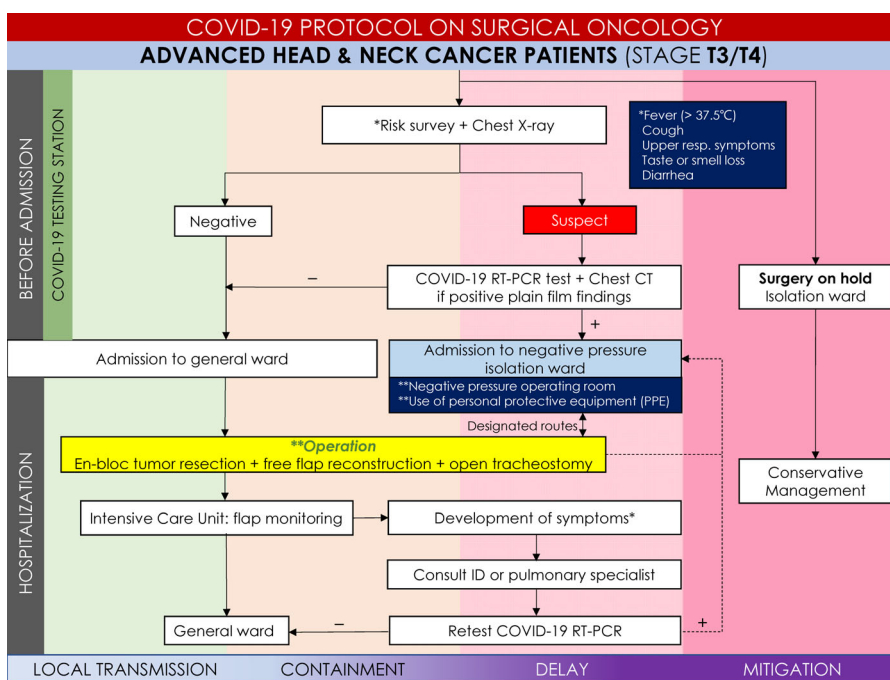 COVID-19 PROTOCOL ON SURGICAL ONCOLOGY
ADVANCED HEAD & NECK CANCER PATIENTS (STAGE T3/T4)
BEFORE ADMISSION
COVID-19 TESTING STATION
*Risk survey + Chest X-ray
*Fever (> 37.5℃)
Cough
Upper resp. symptoms
Taste or smell loss
Diarrhea
Negative
Suspect
–
COVID-19 RT-PCR test + Chest CT
if positive plain film findings
Surgery on hold
Isolation ward
+
Admission to general ward
Admission to negative pressure
isolation ward
**Negative pressure operating room
**Use of personal protective equipment (PPE)
Designated routes
HOSPITALIZATION
**Operation
En-bloc tumor resection + free flap reconstruction + open tracheostomy
Conservative
Management
Intensive Care Unit: flap monitoring
Development of symptoms*
Consult ID or pulmonary specialist
General ward
–
Retest COVID-19 RT-PCR
+
LOCAL TRANSMISSION
CONTAINMENT
DELAY
MITIGATION